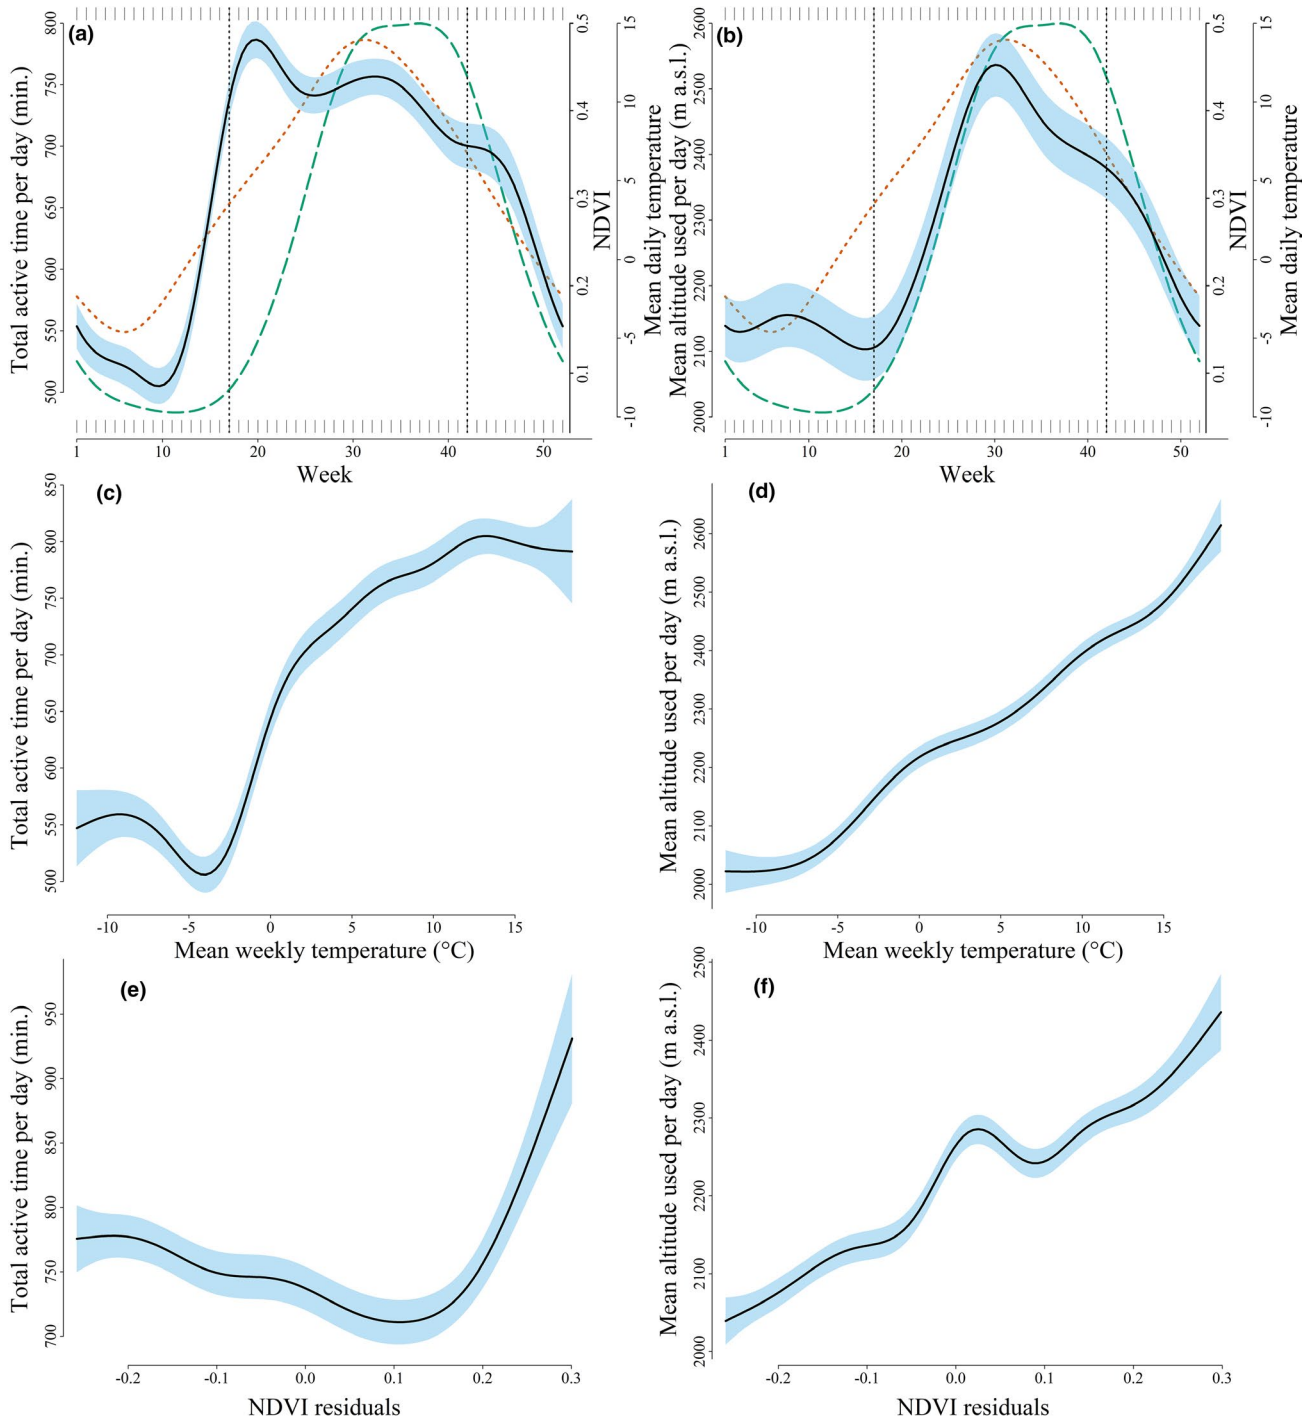 (a)
Total active time per day (min.)
500 550 600 650 700 750 800
1 20 30 40 50
10
Week
0.1 0.2 0.3 0.4 0.5
NDVI
-10 -5 0 5 10 15
Mean daily temperature
(b)
Mean altitude used per day (m a.s.l.)
2000 2100 2200 2300 2400 2500 2600
1 10 20 30 40 50
Week
0.1 0.2 0.3 0.4 0.5
NDVI
-10 -5 0 5 10 15
Mean daily temperature
(c)
Total active time per day (min.)
500 550 600 650 700 750 800 850
-10 -5 0 5 10 15
Mean weekly temperature (°C)
(d)
Mean altitude used per day (m a.s.l.)
2000 2100 2200 2300 2400 2500 2600
-10 -5 0 5 10 15
Mean weekly temperature (°C)
(e)
Total active time per day (min.)
700 750 800 850 900 950
-0.2 -0.1 0.0 0.1 0.2 0.3
NDVI residuals
(f)
Mean altitude used per day (m a.s.l.)
2000 2100 2200 2300 2400 2500
-0.2 -0.1 0.0 0.1 0.2 0.3
NDVI residuals